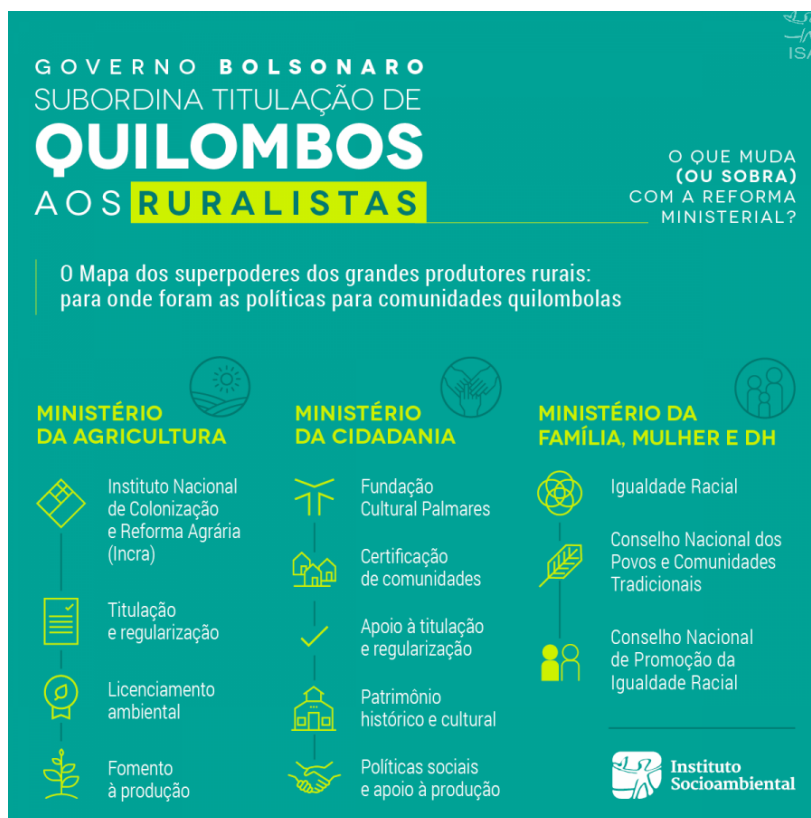 ISA
GOVERNO BOLSONARO
SUBORDINA TITULAÇÃO DE
QUILOMBOS
AOS RURALISTAS
O QUE MUDA
(OU SOBRA)
COM A REFORMA
MINISTERIAL?
O Mapa dos superpoderes dos grandes produtores rurais:
para onde foram as políticas para comunidades quilombolas
MINISTÉRIO
DA AGRICULTURA
Instituto Nacional
de Colonização
e Reforma Agrária
(Incra)
Titulação
e regularização
Licenciamento
ambiental
Fomento
à produção
MINISTÉRIO
DA CIDADANIA
Fundação
Cultural Palmares
Certificação
de comunidades
Apoio à titulação
e regularização
Patrimônio
histórico e cultural
Políticas sociais
e apoio à produção
MINISTÉRIO DA
FAMÍLIA, MULHER E DH
Igualdade Racial
Conselho Nacional dos
Povos e Comunidades
Tradicionais
Conselho Nacional
de Promoção da
Igualdade Racial
Instituto
Socioambiental